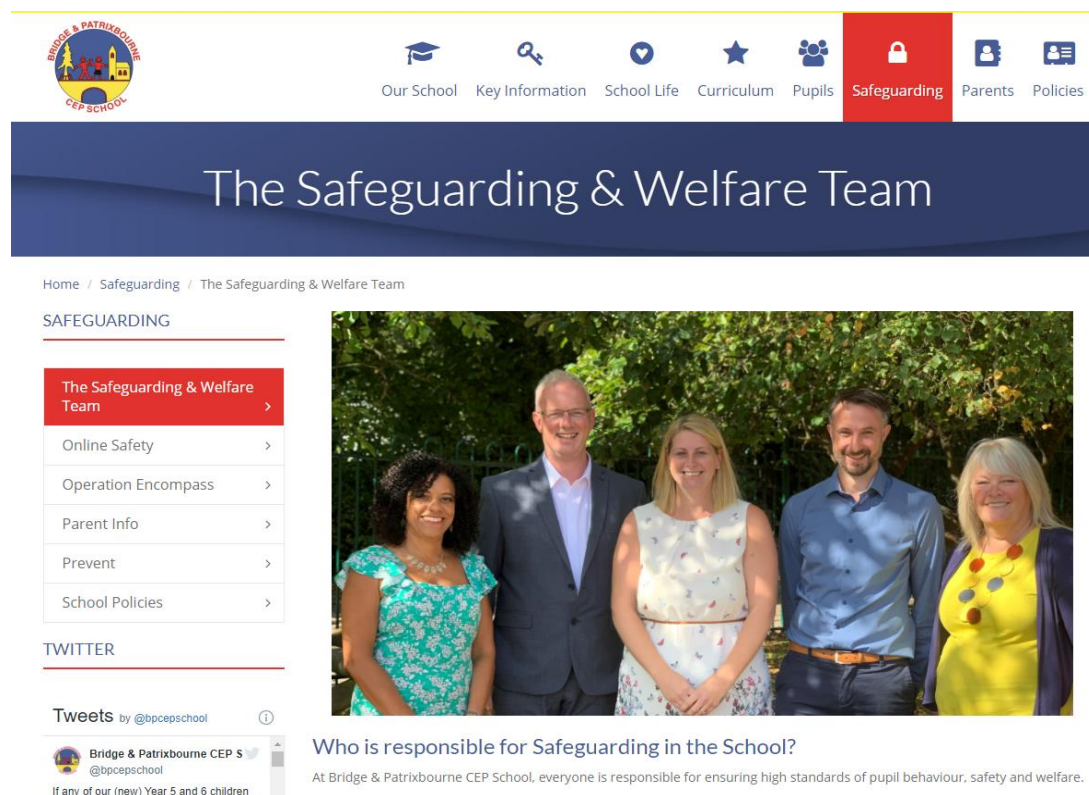 BRIDGE & PATRIXBOURNE
CEP SCHOOL
Our School Key Information School Life Curriculum Pupils Safeguarding Parents Policies
The Safeguarding & Welfare Team
Home / Safeguarding / The Safeguarding & Welfare Team
SAFEGUARDING
The Safeguarding & Welfare
Team
Online Safety
Operation Encompass
Parent Info
Prevent
School Policies
TWITTER
Tweets by @bpcepschool
Bridge & Patrixbourne CEP S
@bpcepschool
If any of our (new) Year 5 and 6 children
Who is responsible for Safeguarding in the School?
At Bridge & Patrixbourne CEP School, everyone is responsible for ensuring high standards of pupil behaviour, safety and welfare.